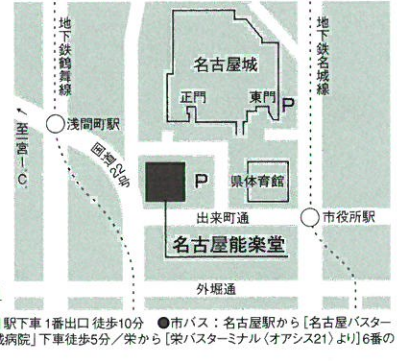 地下鉄鶴舞線
地下鉄名城線
名古屋城
正門
東門
P
浅間町駅
←至一宮I.C.
国道22号
P
県体育館
出来町通
市役所駅
名古屋能楽堂
外堀通
駅下車1番出口 徒歩10分 ●市バス：名古屋駅から［名古屋バスター
病院］下車徒歩5分／栄から［栄バスターミナル〈オアシス21〉より］6番の